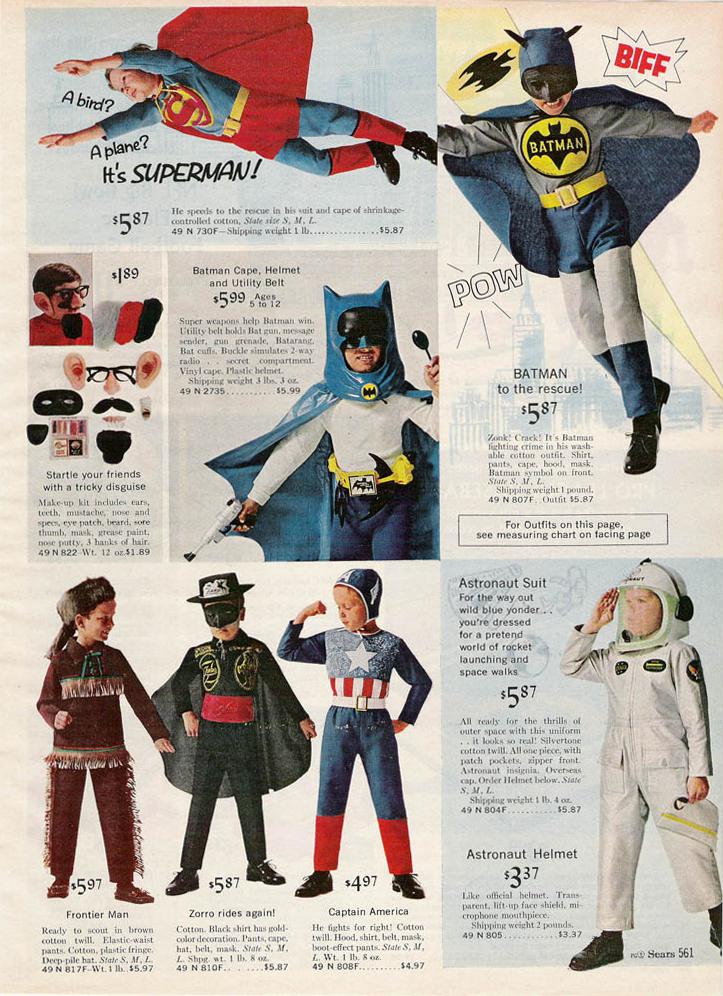 A bird?
A plane?
It's SUPERMAN!
$5 87
He speeds to the rescue in his suit and cape of shrinkage-
controlled cotton. State size S, M, L.
49 N 730F—Shipping weight 1 lb..............$5.87
BIFF
BATMAN
POW
BATMAN
to the rescue!
$5 87
Zonk! Crack! It's Batman
fighting crime in his wash-
able cotton outfit. Shirt,
pants, cape, hood, mask.
Batman symbol on front.
State S, M, L.
Shipping weight 1 pound.
49 N 807F. .Outfit $5.87
For Outfits on this page,
see measuring chart on facing page
$1 89
Startle your friends
with a tricky disguise
Make-up kit includes ears,
teeth, mustache, nose and
specs, eye patch, beard, sore
thumb, mask, grease paint,
nose putty, 3 hanks of hair.
49 N 822—Wt. 12 oz.$1.89
Batman Cape, Helmet
and Utility Belt
$5 99 Ages
5 to 12
Super weapons help Batman win.
Utility belt holds Bat gun, message
sender, gun grenade, Batarang,
Bat cuffs. Buckle simulates 2-way
radio . . secret compartment.
Vinyl cape. Plastic helmet.
Shipping weight 3 lbs. 3 oz.
49 N 2735..........$5.99
$5 97
Frontier Man
Ready to scout in brown
cotton twill. Elastic-waist
pants. Cotton, plastic fringe.
Deep-pile hat. State S, M, L.
49 N 817F—Wt. 1 lb. $5.97
$5 87
Zorro rides again!
Cotton. Black shirt has gold-
color decoration. Pants, cape,
hat, belt, mask. State S, M,
L. Shpg. wt. 1 lb. 8 oz.
49 N 810F.. . ....$5.87
$4 97
Captain America
He fights for right! Cotton
twill. Hood, shirt, belt, mask,
boot-effect pants. State S, M,
L. Wt. 1 lb. 8 oz.
49 N 808F..........$4.97
Astronaut Suit
For the way out
wild blue yonder . .
you're dressed
for a pretend
world of rocket
launching and
space walks
$5 87
All ready for the thrills of
outer space with this uniform
. . it looks so real! Silvertone
cotton twill. All one piece, with
patch pockets, zipper front.
Astronaut insignia. Overseas
cap. Order Helmet below. State
S, M, L.
Shipping weight 1 lb. 4 oz.
49 N 804F..........$5.87
Astronaut Helmet
$3 37
Like official helmet. Trans-
parent, lift-up face shield, mi-
crophone mouthpiece.
Shipping weight 2 pounds.
49 N 805..........$3.37
Sears 561